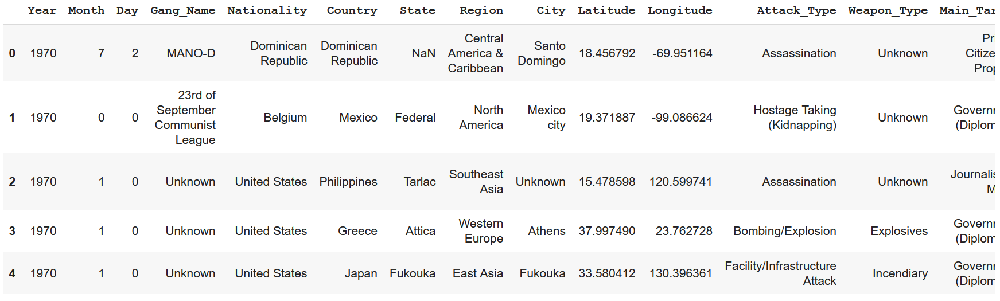 Year Month Day Gang_Name Nationality Country State Region City Latitude Longitude Attack_Type Weapon_Type
0 1970 7 2 MANO-D Dominican Republic Dominican Republic NaN Central America & Caribbean Santo Domingo 18.456792 -69.951164 Assassination Unknown
1 1970 0 0 23rd of September Communist League Belgium Mexico Federal North America Mexico city 19.371887 -99.086624 Hostage Taking (Kidnapping) Unknown
2 1970 1 0 Unknown United States Philippines Tarlac Southeast Asia Unknown 15.478598 120.599741 Assassination Unknown
3 1970 1 0 Unknown United States Greece Attica Western Europe Athens 37.997490 23.762728 Bombing/Explosion Explosives
4 1970 1 0 Unknown United States Japan Fukouka East Asia Fukouka 33.580412 130.396361 Facility/Infrastructure Attack Incendiary